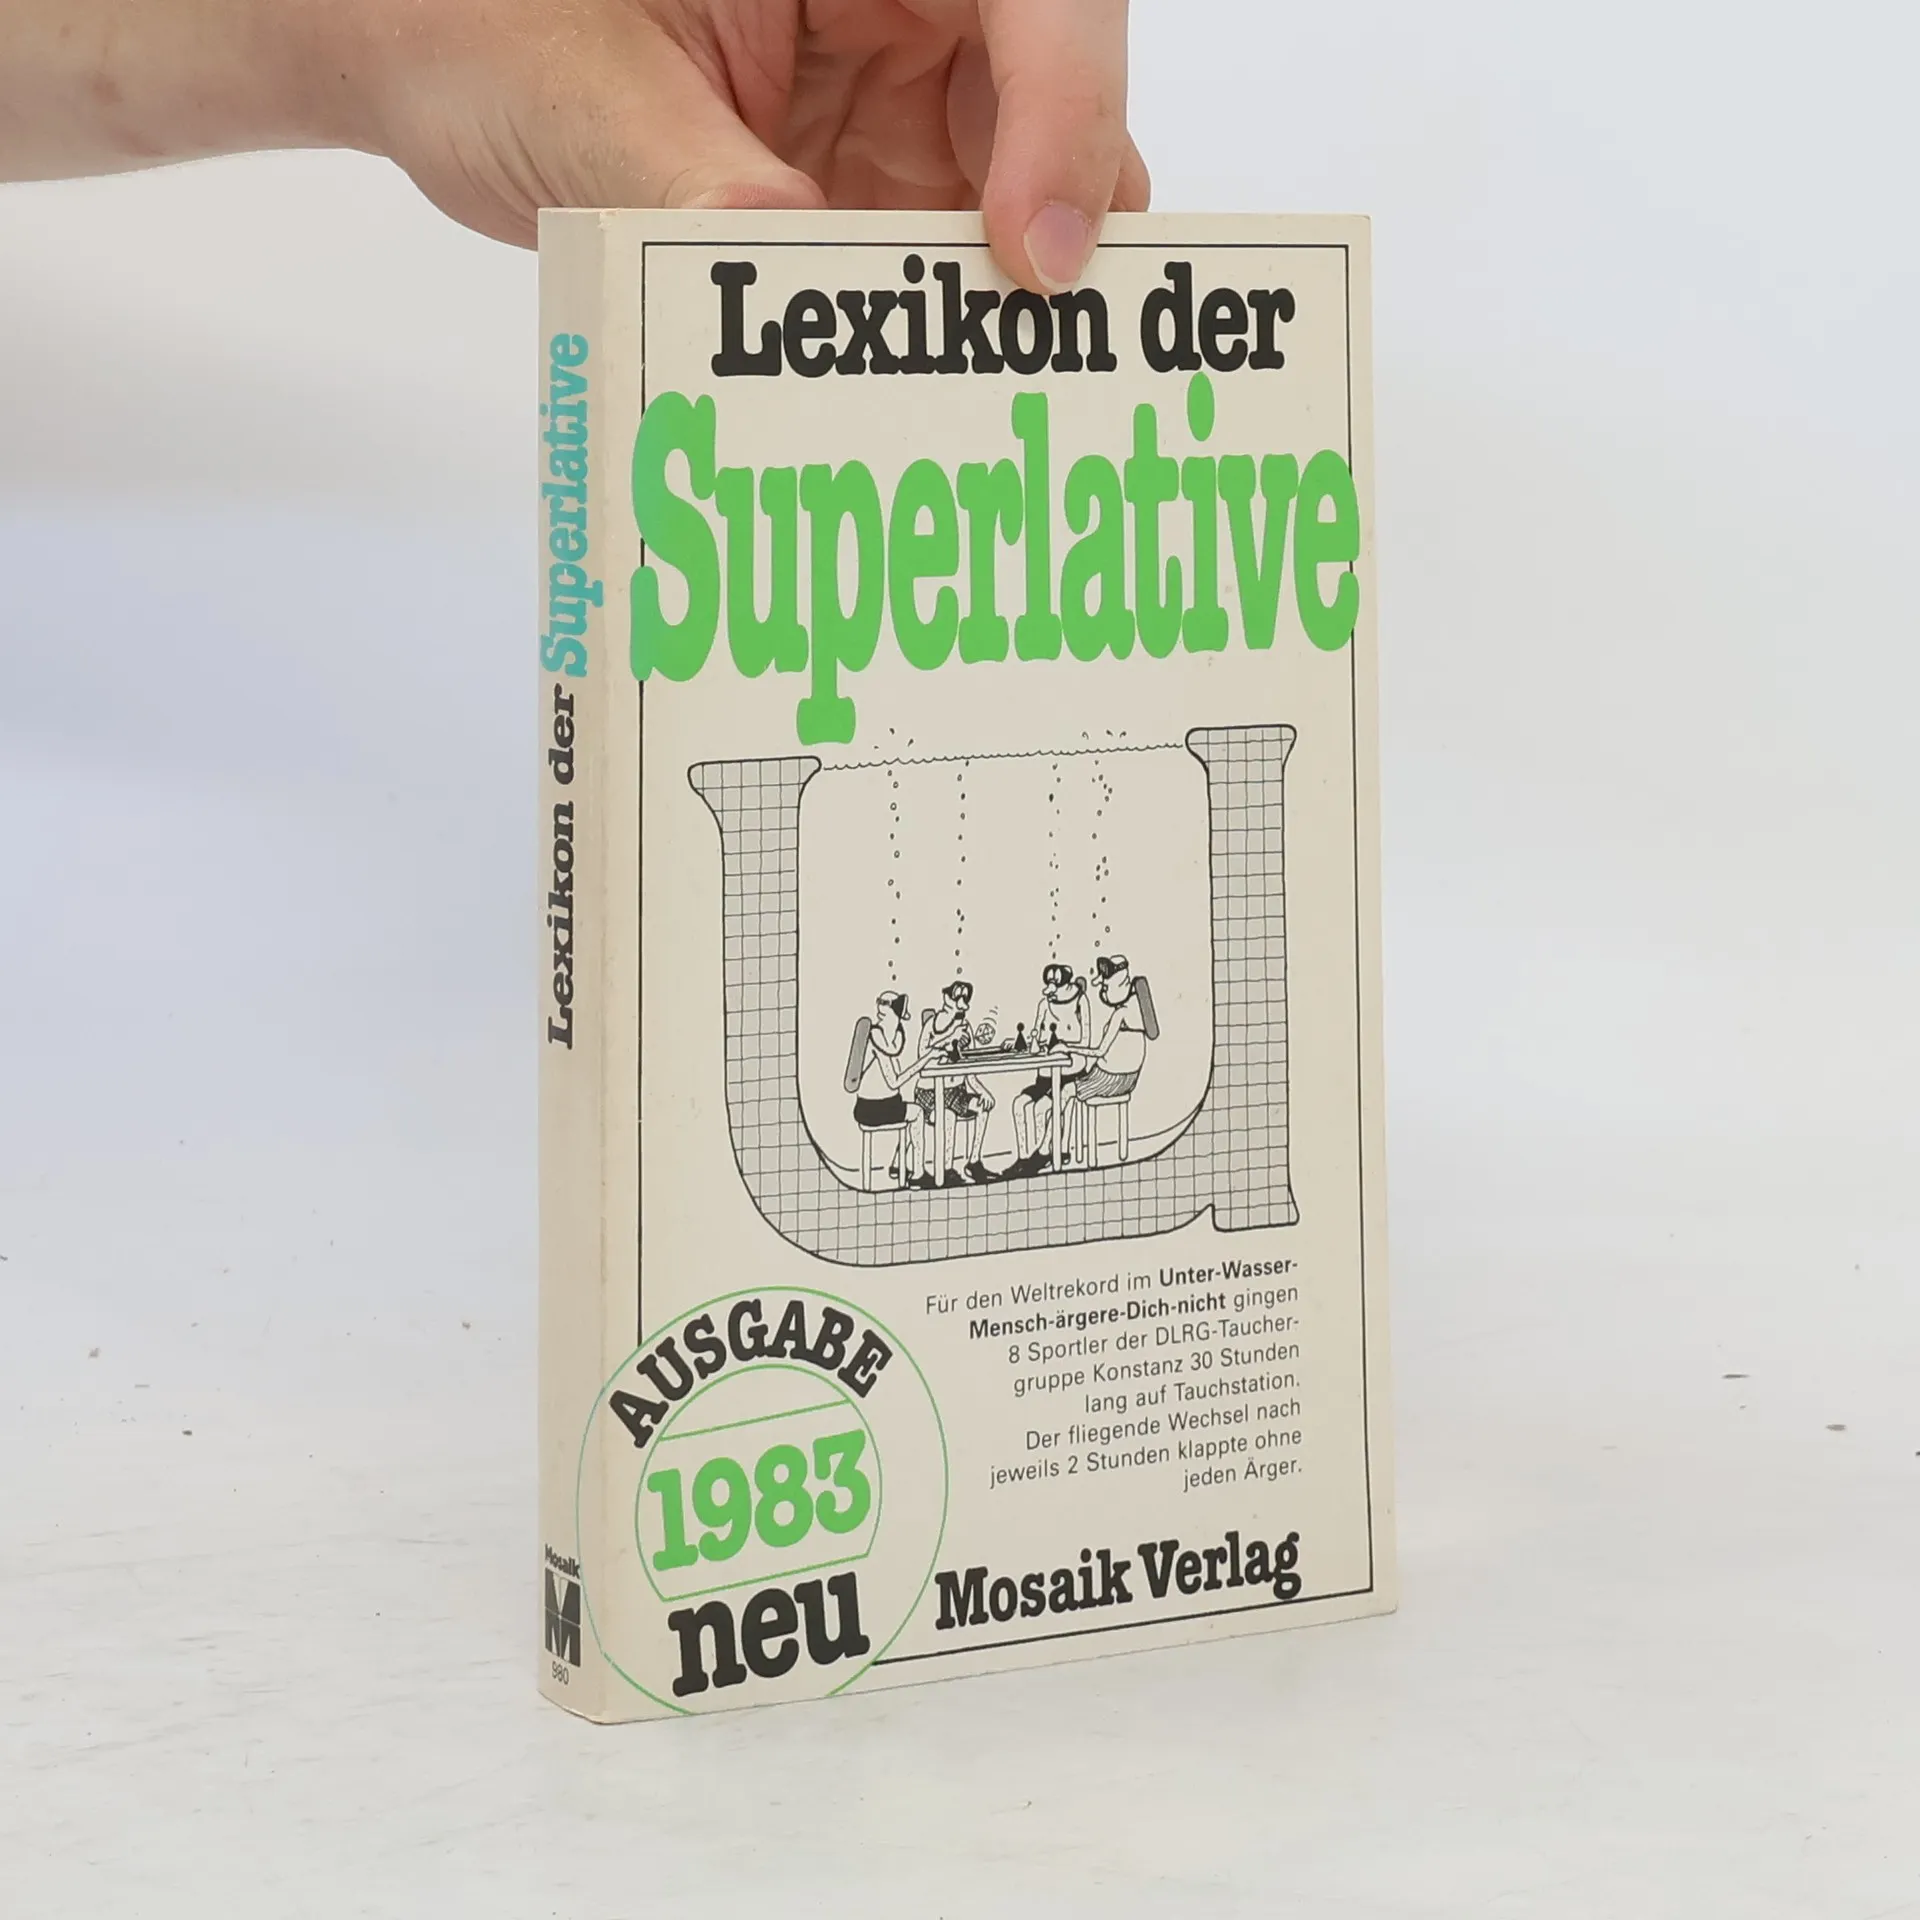 Lexikon der
Superlative
Für den Weltrekord im Unter-Wasser-
Mensch-ärgere-Dich-nicht gingen
8 Sportler der DLRG-Taucher-
gruppe Konstanz 30 Stunden
lang auf Tauchstation.
Der fliegende Wechsel nach
jeweils 2 Stunden klappte ohne
jeden Ärger.
AUSGABE
1983
neu
Mosaik Verlag
Lexikon der Superlative
Mosaik
M
980